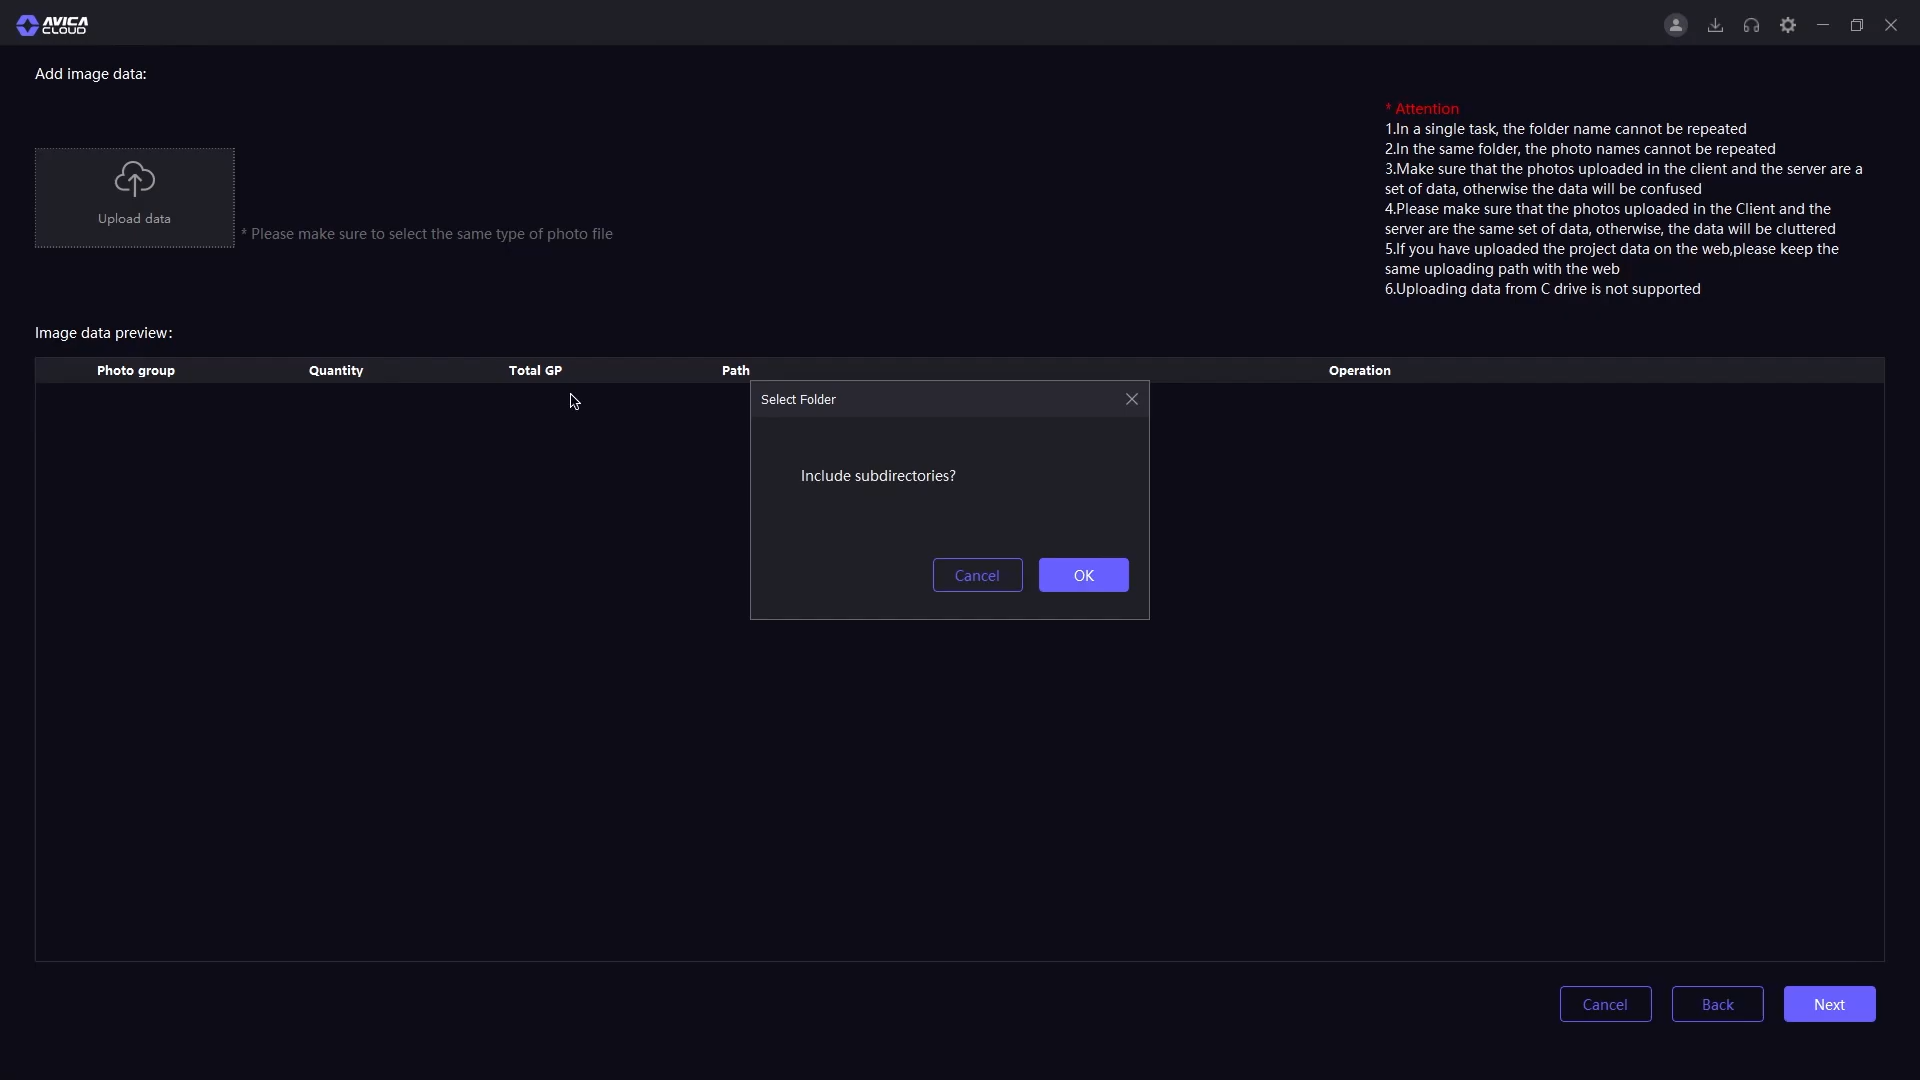 AVICA
CLOUD
Add image data:
* Attention
1.In a single task, the folder name cannot be repeated
2.In the same folder, the photo names cannot be repeated
3.Make sure that the photos uploaded in the client and the server are a
set of data, otherwise the data will be confused
4.Please make sure that the photos uploaded in the Client and the
server are the same set of data, otherwise, the data will be cluttered
5.If you have uploaded the project data on the web,please keep the
same uploading path with the web
6.Uploading data from C drive is not supported
Upload data
* Please make sure to select the same type of photo file
Image data preview:
Photo group Quantity Total GP Path Operation
Select Folder
Include subdirectories?
Cancel OK
Cancel Back Next